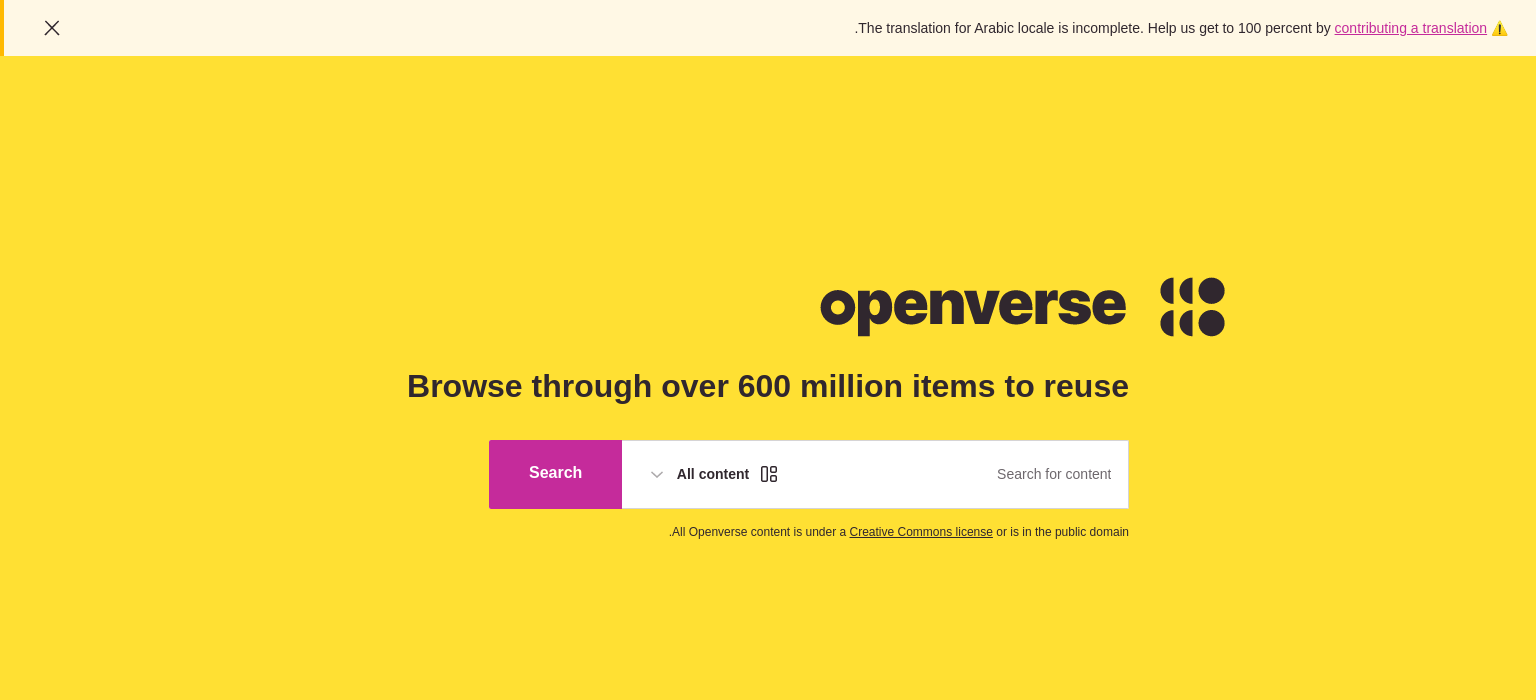 ⚠️ .The translation for Arabic locale is incomplete. Help us get to 100 percent by contributing a translation
openverse
Browse through over 600 million items to reuse
Search
All content
Search for content
.All Openverse content is under a Creative Commons license or is in the public domain